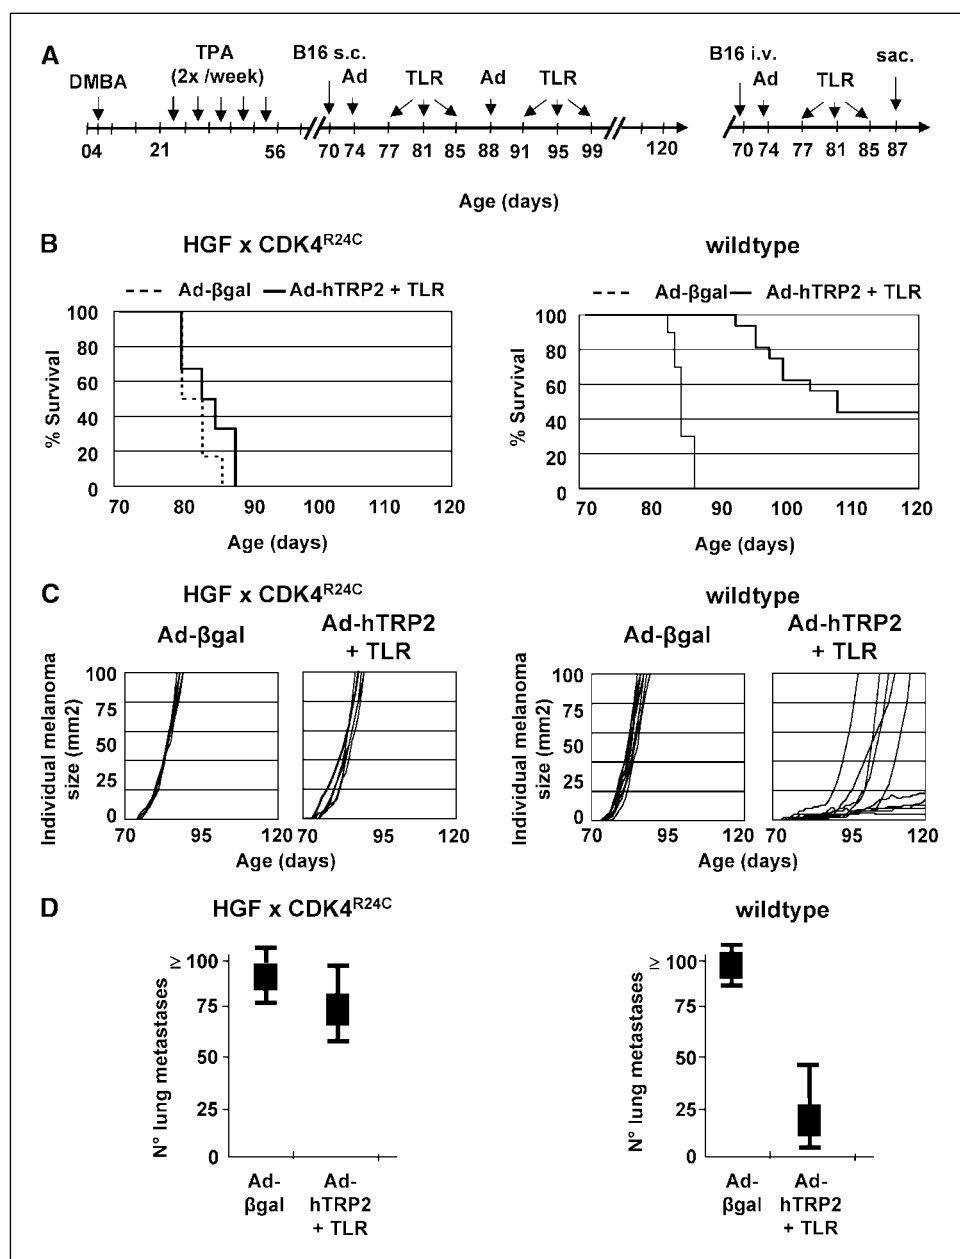 A
DMBA
TPA
(2x /week)
B16 s.c.
Ad
TLR
Ad
TLR
B16 i.v.
Ad
TLR
sac.
04 21 56 70 74 77 81 85 88 91 95 99 120 70 74 77 81 85 87
Age (days)
B
HGF x CDK4R24C
wildtype
Ad-βgal Ad-hTRP2 + TLR
Ad-βgal Ad-hTRP2 + TLR
% Survival
100
80
60
40
20
0
70 80 90 100 110 120
Age (days)
% Survival
100
80
60
40
20
0
70 80 90 100 110 120
Age (days)
C
HGF x CDK4R24C
wildtype
Ad-βgal
Ad-hTRP2
+ TLR
Ad-βgal
Ad-hTRP2
+ TLR
Individual melanoma
size (mm2)
100
75
50
25
0
70 95 120 70 95 120
Age (days)
Individual melanoma
size (mm2)
100
75
50
25
0
70 95 120 70 95 120
Age (days)
D
HGF x CDK4R24C
wildtype
N° lung metastases
≥ 100
75
50
25
0
Ad-
βgal
Ad-
hTRP2
+ TLR
N° lung metastases
≥ 100
75
50
25
0
Ad-
βgal
Ad-
hTRP2
+ TLR